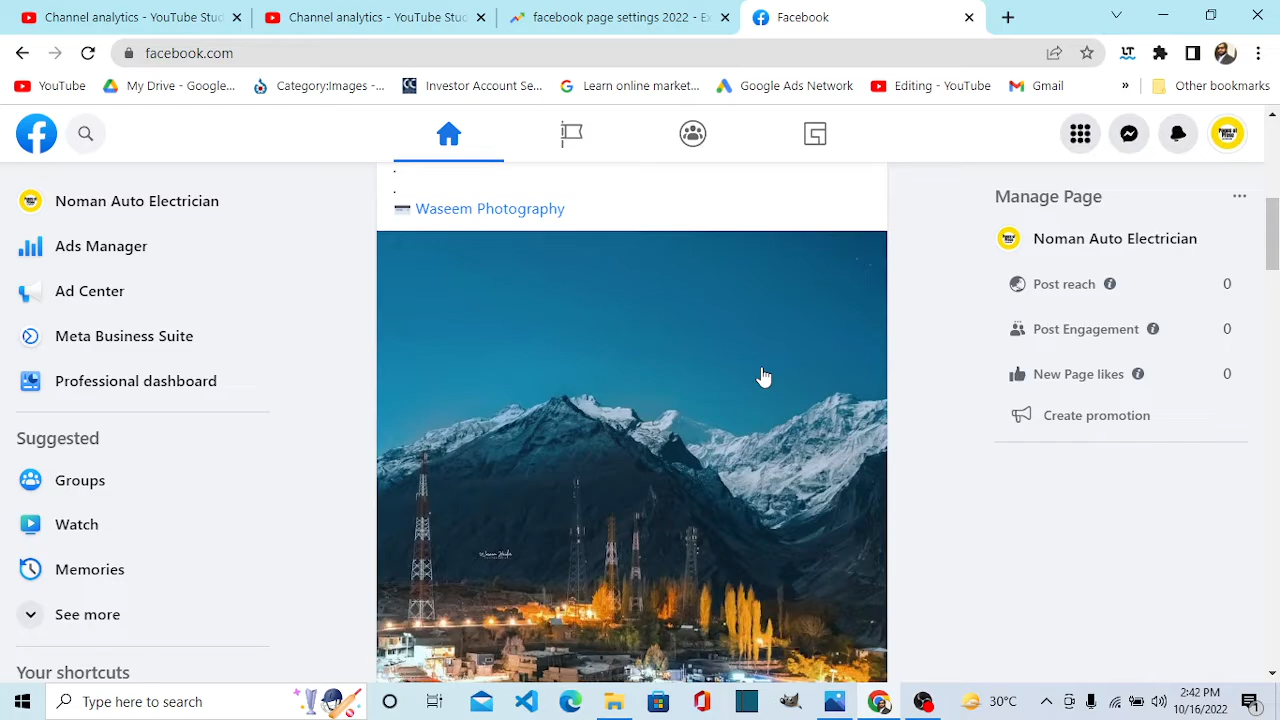 Channel analytics - YouTube Stud
Channel analytics - YouTube Stud
facebook page settings 2022 - Ex
Facebook
facebook.com
YouTube
My Drive - Google...
Category:Images -...
Investor Account Se...
Learn online market...
Google Ads Network
Editing - YouTube
Gmail
»
Other bookmarks
Noman Auto Electrician
Ads Manager
Ad Center
Meta Business Suite
Professional dashboard
Suggested
Groups
Watch
Memories
See more
Your shortcuts
.
.
Waseem Photography
Manage Page
Noman Auto Electrician
Post reach 0
Post Engagement 0
New Page likes 0
Create promotion
Type here to search
30°C
2:42 PM
10/16/2022
1